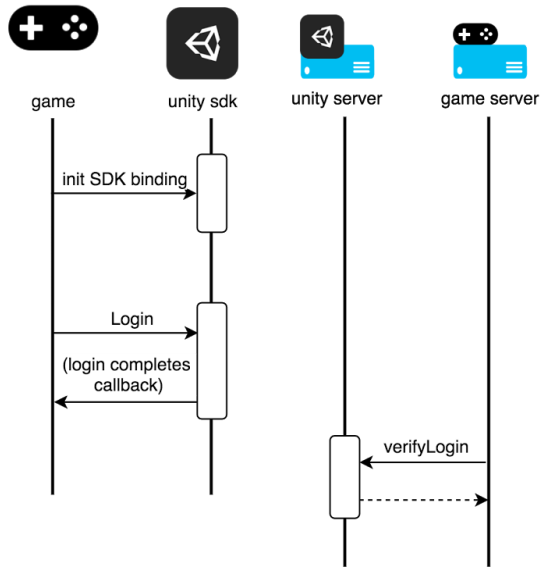 game
unity sdk
unity server
game server
init SDK binding
Login
(login completes
callback)
verifyLogin